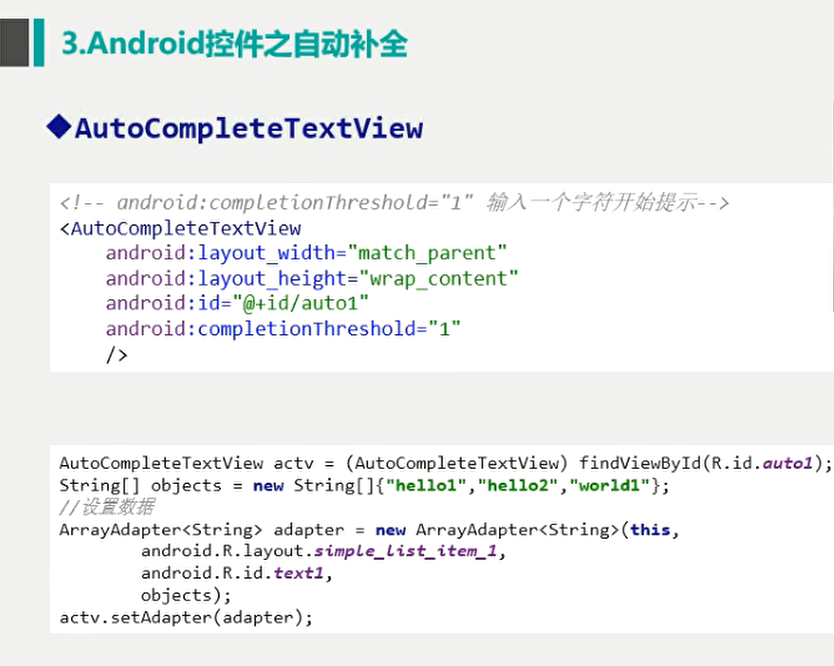 3.Android控件之自动补全
◆AutoCompleteTextView
<!-- android:completionThreshold="1" 输入一个字符开始提示-->
<AutoCompleteTextView
    android:layout_width="match_parent"
    android:layout_height="wrap_content"
    android:id="@+id/auto1"
    android:completionThreshold="1"
    />
AutoCompleteTextView actv = (AutoCompleteTextView) findViewById(R.id.auto1);
String[] objects = new String[]{"hello1","hello2","world1"};
//设置数据
ArrayAdapter<String> adapter = new ArrayAdapter<String>(this,
        android.R.layout.simple_list_item_1,
        android.R.id.text1,
        objects);
actv.setAdapter(adapter);